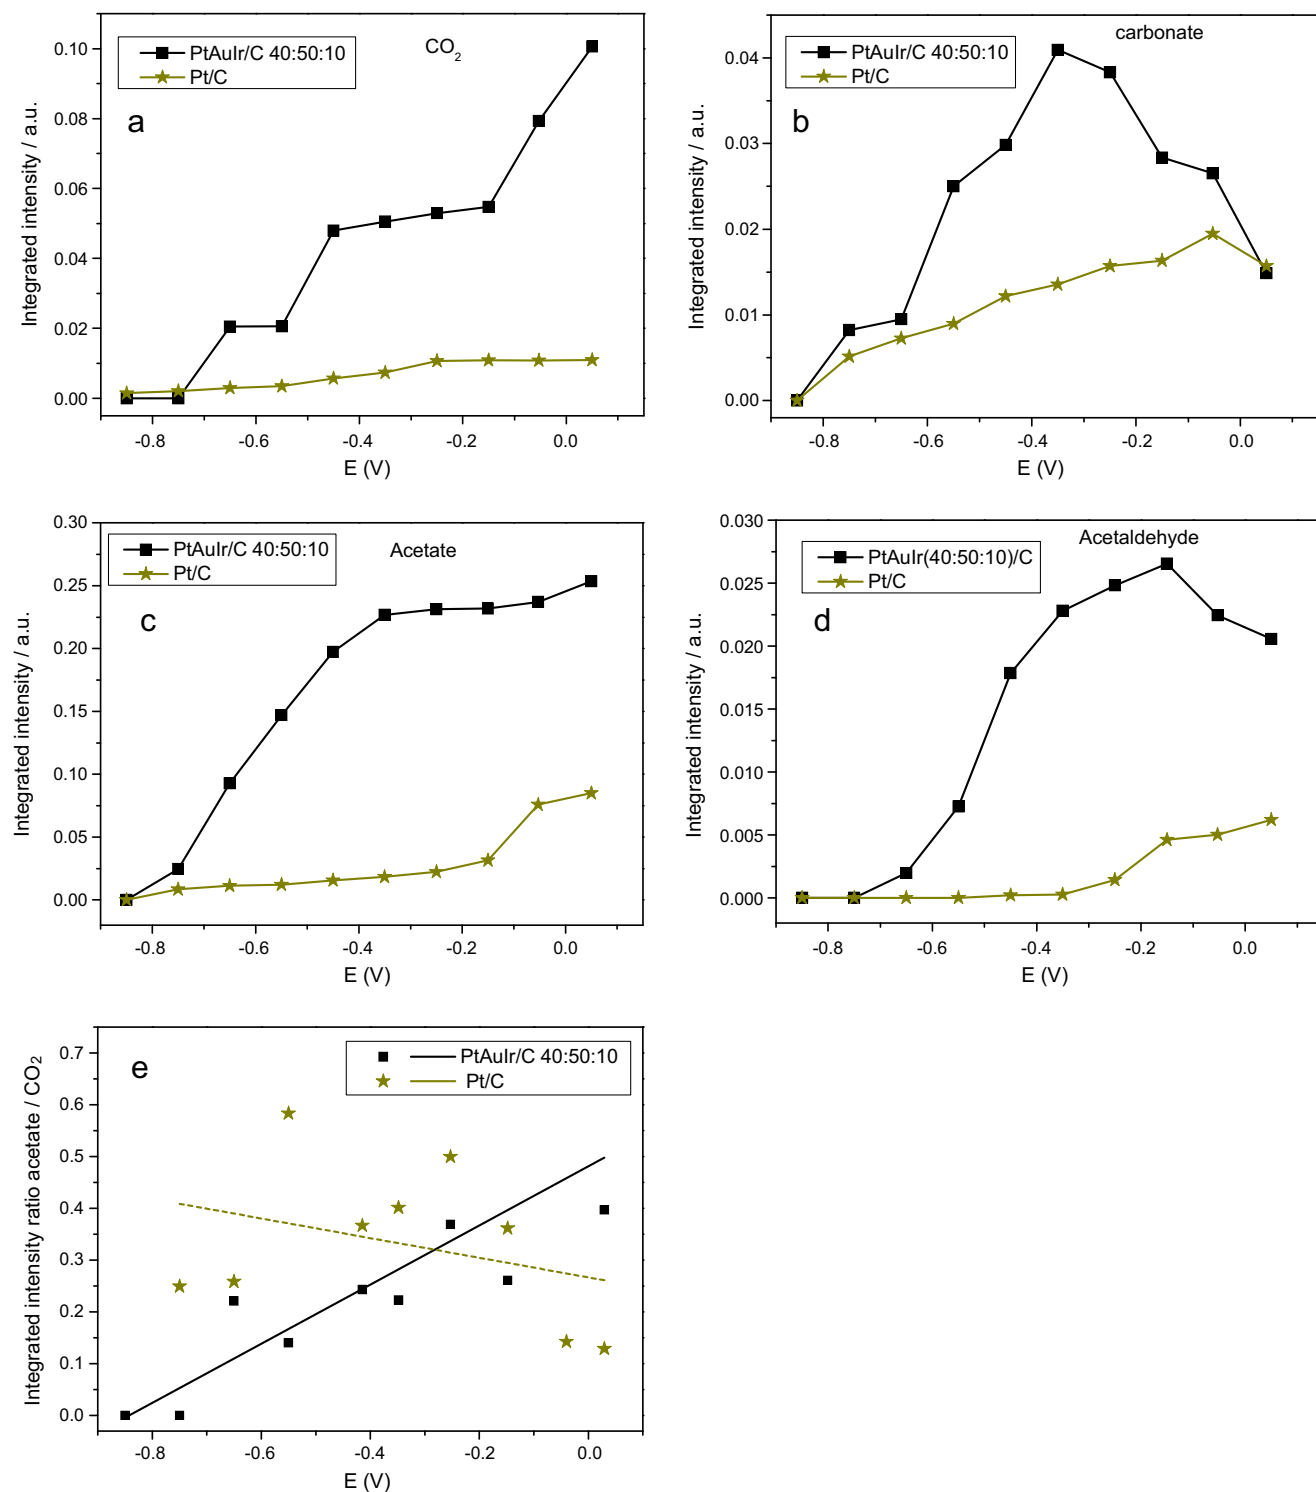 PtAuIr/C 40:50:10
Pt/C
CO2
a
Integrated intensity / a.u.
0.10
0.08
0.06
0.04
0.02
0.00
-0.8 -0.6 -0.4 -0.2 0.0
E (V)
carbonate
PtAuIr/C 40:50:10
Pt/C
b
Integrated intensity / a.u.
0.04
0.03
0.02
0.01
0.00
-0.8 -0.6 -0.4 -0.2 0.0
E (V)
PtAuIr/C 40:50:10
Pt/C
Acetate
c
Integrated intensity / a.u.
0.30
0.25
0.20
0.15
0.10
0.05
0.00
-0.8 -0.6 -0.4 -0.2 0.0
E (V)
Acetaldehyde
PtAuIr(40:50:10)/C
Pt/C
d
Integrated intensity / a.u.
0.030
0.025
0.020
0.015
0.010
0.005
0.000
-0.8 -0.6 -0.4 -0.2 0.0
E (V)
e
PtAuIr/C 40:50:10
Pt/C
Integrated intensity ratio acetate / CO2
0.7
0.6
0.5
0.4
0.3
0.2
0.1
0.0
-0.8 -0.6 -0.4 -0.2 0.0
E (V)